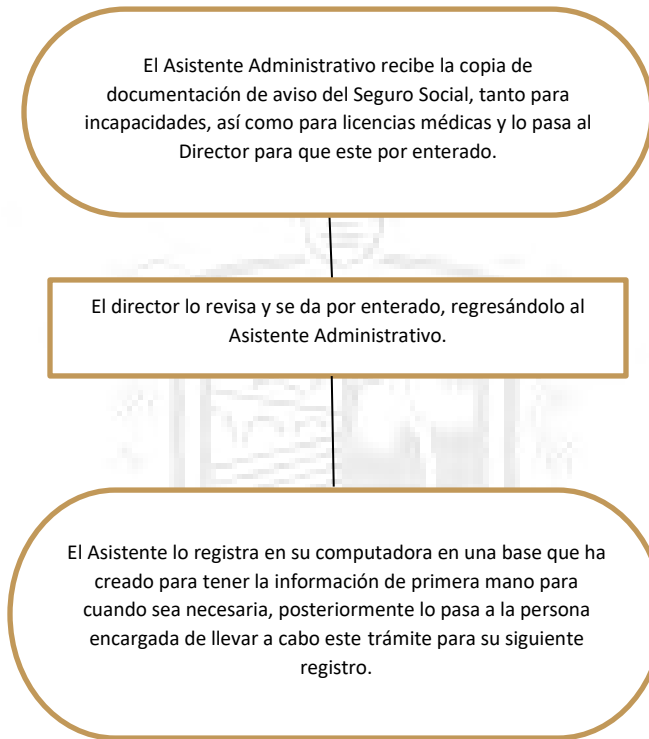 El Asistente Administrativo recibe la copia de
documentación de aviso del Seguro Social, tanto para
incapacidades, así como para licencias médicas y lo pasa al
Director para que este por enterado.
El director lo revisa y se da por enterado, regresándolo al
Asistente Administrativo.
El Asistente lo registra en su computadora en una base que ha
creado para tener la información de primera mano para
cuando sea necesaria, posteriormente lo pasa a la persona
encargada de llevar a cabo este trámite para su siguiente
registro.